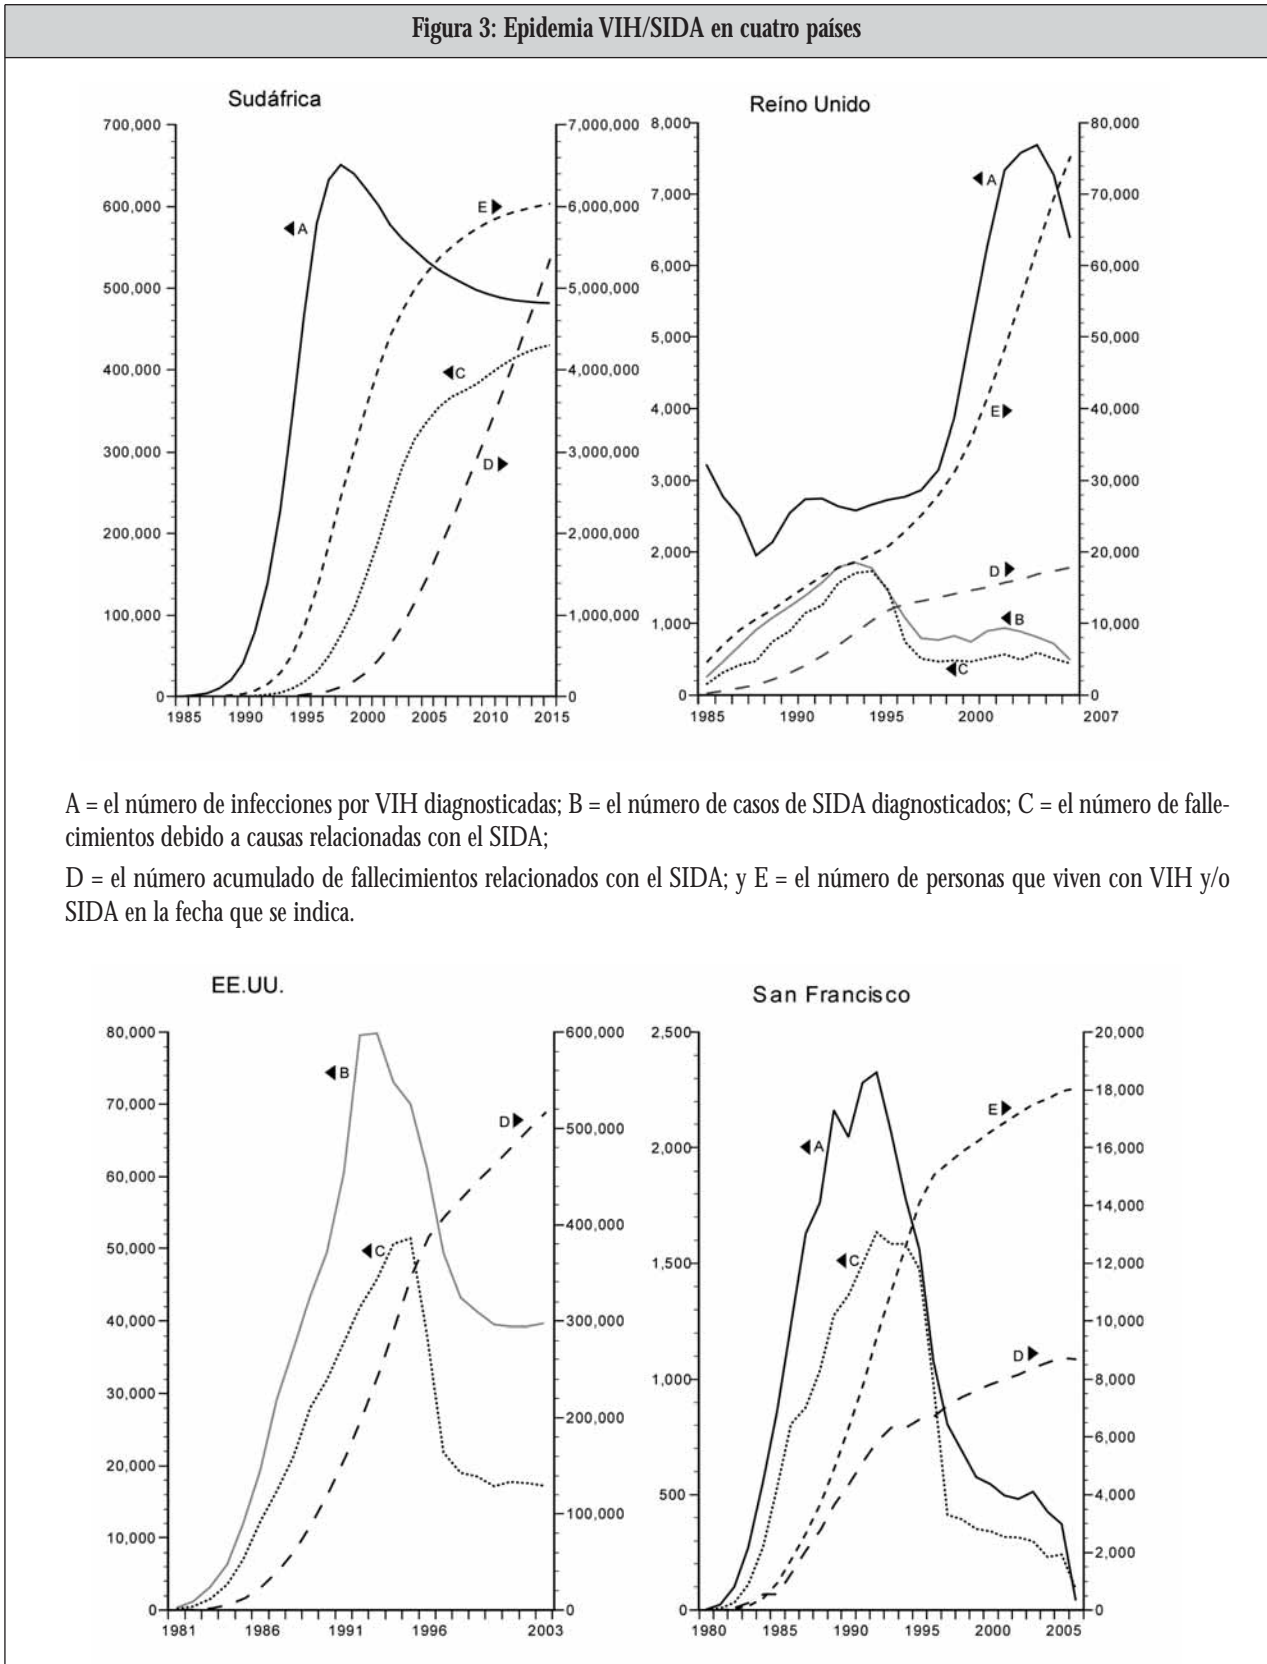 Figura 3: Epidemia VIH/SIDA en cuatro países
Sudáfrica
700,000
600,000
500,000
400,000
300,000
200,000
100,000
0
7,000,000
6,000,000
5,000,000
4,000,000
3,000,000
2,000,000
1,000,000
0
1985 1990 1995 2000 2005 2010 2015
◀A
E▶
◀C
D▶
Reíno Unido
8,000
7,000
6,000
5,000
4,000
3,000
2,000
1,000
0
80,000
70,000
60,000
50,000
40,000
30,000
20,000
10,000
0
1985 1990 1995 2000 2007
◀A
E▶
D▶
◀B
◀C
A = el número de infecciones por VIH diagnosticadas; B = el número de casos de SIDA diagnosticados; C = el número de falle-
cimientos debido a causas relacionadas con el SIDA;
D = el número acumulado de fallecimientos relacionados con el SIDA; y E = el número de personas que viven con VIH y/o
SIDA en la fecha que se indica.
EE.UU.
80,000
70,000
60,000
50,000
40,000
30,000
20,000
10,000
0
600,000
500,000
400,000
300,000
200,000
100,000
0
1981 1986 1991 1996 2003
◀B
D▶
◀C
San Francisco
2,500
2,000
1,500
1,000
500
0
20,000
18,000
16,000
14,000
12,000
10,000
8,000
6,000
4,000
2,000
0
1980 1985 1990 1995 2000 2005
E▶
◀A
◀C
D▶